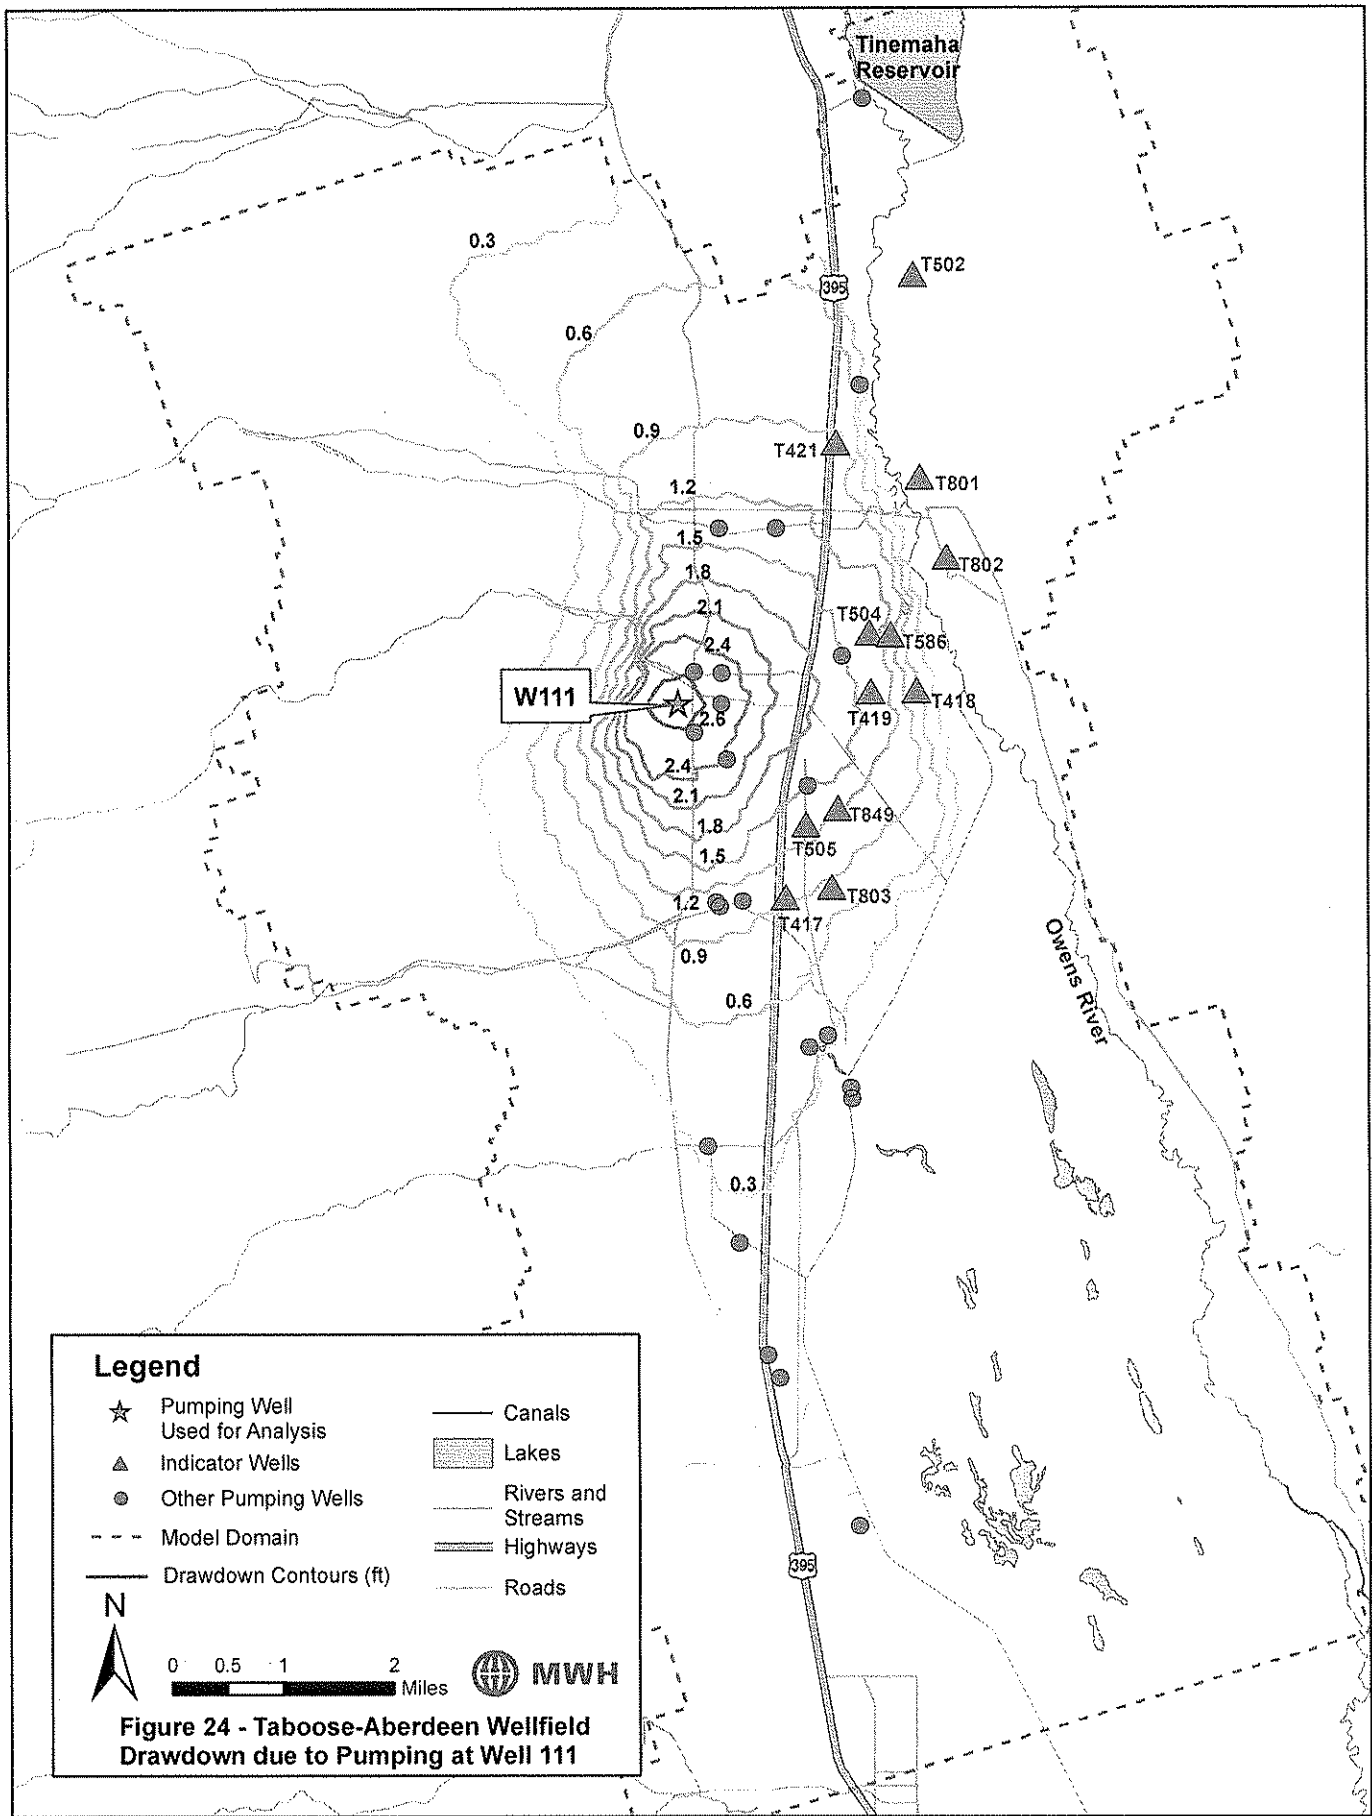 Tinemaha
Reservoir
0.3
T502
395
0.6
0.9
T421
T801
1.2
1.5
T802
1.8
2.1
T504
T586
2.4
W111
T419
T418
2.6
2.4
2.1
T849
1.8
T505
1.5
1.2
T803
T417
0.9
Owens River
0.6
0.3
Legend
Pumping Well
Used for Analysis
Indicator Wells
Other Pumping Wells
Model Domain
Drawdown Contours (ft)
Canals
Lakes
Rivers and
Streams
Highways
Roads
395
N
0 0.5 1 2
Miles
MWH
Figure 24 - Taboose-Aberdeen Wellfield
Drawdown due to Pumping at Well 111